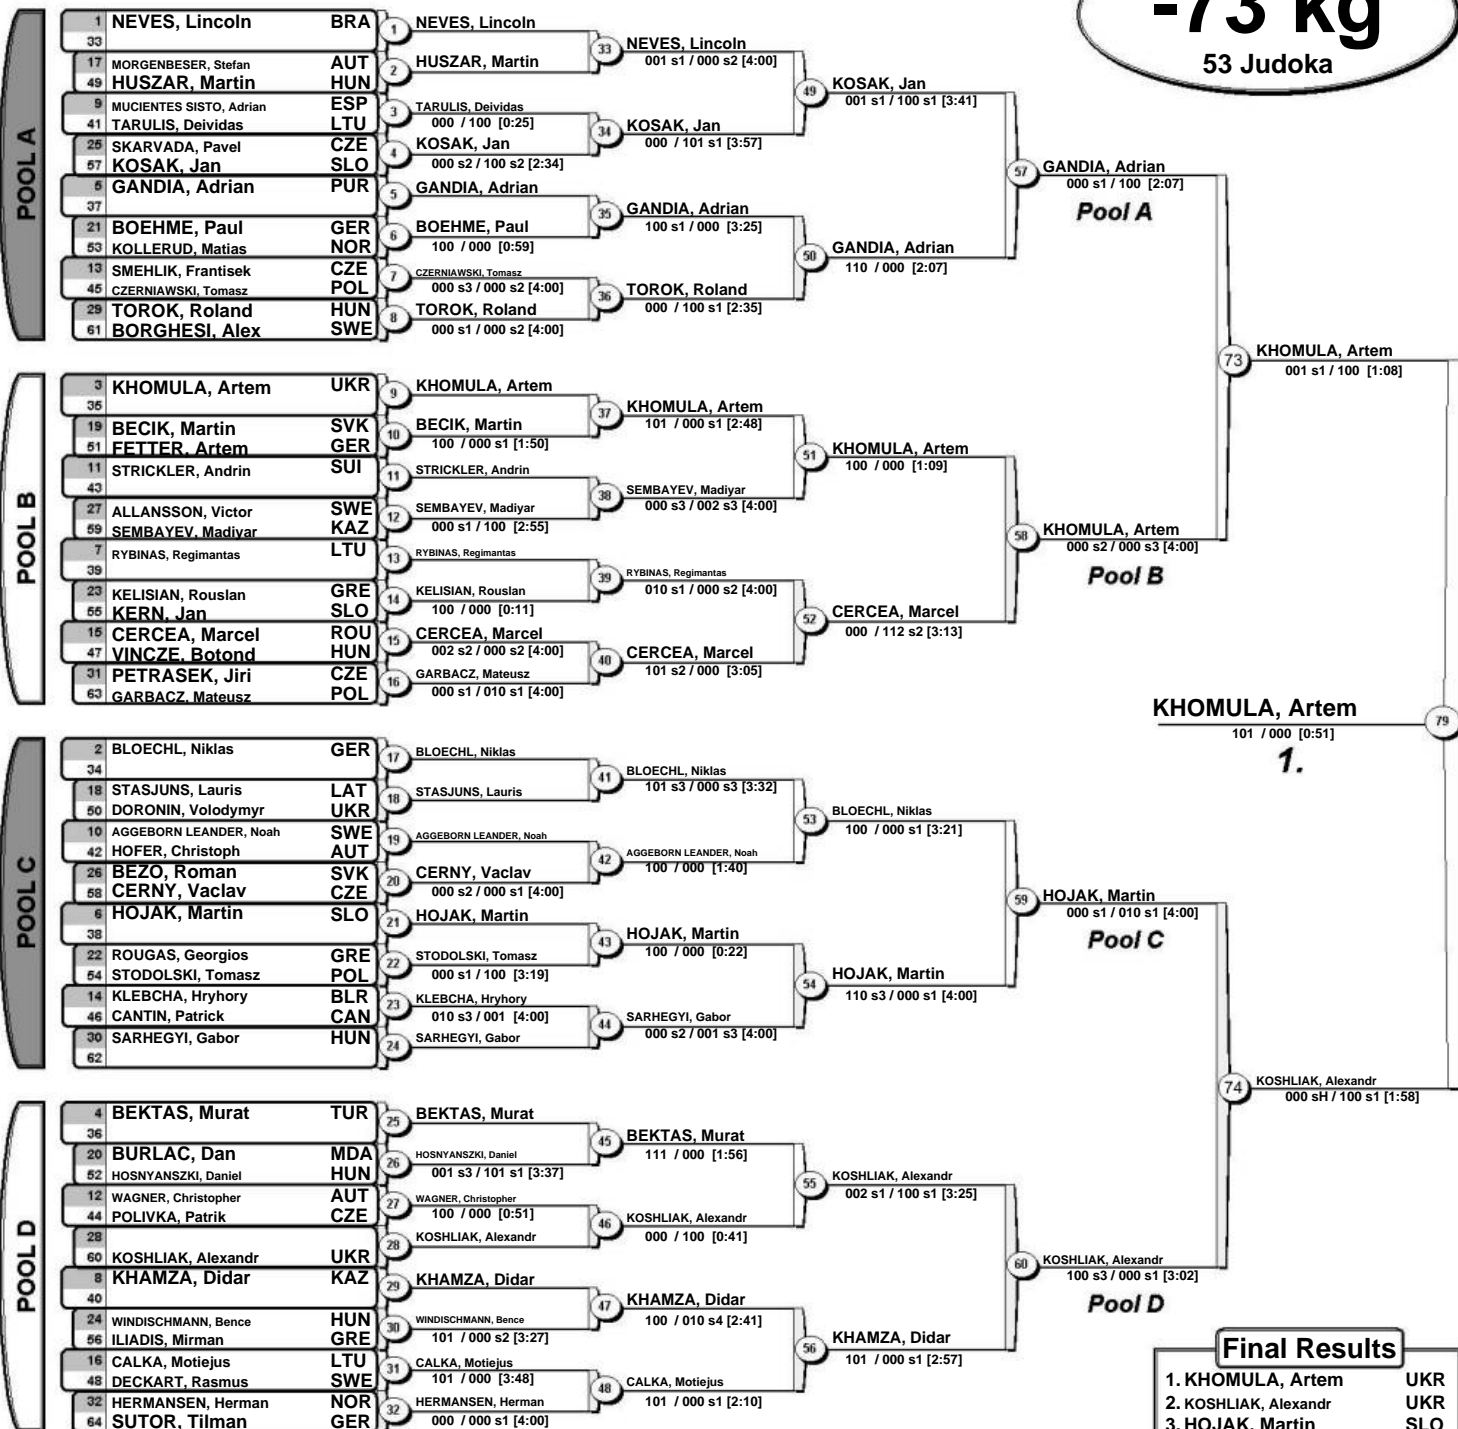 -73 kg
53 Judoka
POOL A
1 NEVES, Lincoln BRA
33
17 MORGENBESER, Stefan AUT
49 HUSZAR, Martin HUN
9 MUCIENTES SISTO, Adrian ESP
41 TARULIS, Deividas LTU
25 SKARVADA, Pavel CZE
57 KOSAK, Jan SLO
5 GANDIA, Adrian PUR
37
21 BOEHME, Paul GER
53 KOLLERUD, Matias NOR
13 SMEHLIK, Frantisek CZE
45 CZERNIAWSKI, Tomasz POL
29 TOROK, Roland HUN
61 BORGHESI, Alex SWE
1 NEVES, Lincoln
2 HUSZAR, Martin
3 TARULIS, Deividas
000 / 100 [0:25]
4 KOSAK, Jan
000 s2 / 100 s2 [2:34]
5 GANDIA, Adrian
6 BOEHME, Paul
100 / 000 [0:59]
7 CZERNIAWSKI, Tomasz
000 s3 / 000 s2 [4:00]
8 TOROK, Roland
000 s1 / 000 s2 [4:00]
33 NEVES, Lincoln
001 s1 / 000 s2 [4:00]
34 KOSAK, Jan
000 / 101 s1 [3:57]
35 GANDIA, Adrian
100 s1 / 000 [3:25]
36 TOROK, Roland
000 / 100 s1 [2:35]
49 KOSAK, Jan
001 s1 / 100 s1 [3:41]
50 GANDIA, Adrian
110 / 000 [2:07]
57 GANDIA, Adrian
000 s1 / 100 [2:07]
Pool A
POOL B
3 KHOMULA, Artem UKR
35
19 BECIK, Martin SVK
51 FETTER, Artem GER
11 STRICKLER, Andrin SUI
43
27 ALLANSSON, Victor SWE
59 SEMBAYEV, Madiyar KAZ
7 RYBINAS, Regimantas LTU
39
23 KELISIAN, Rouslan GRE
55 KERN, Jan SLO
15 CERCEA, Marcel ROU
47 VINCZE, Botond HUN
31 PETRASEK, Jiri CZE
63 GARBACZ, Mateusz POL
9 KHOMULA, Artem
10 BECIK, Martin
100 / 000 s1 [1:50]
11 STRICKLER, Andrin
12 SEMBAYEV, Madiyar
000 s1 / 100 [2:55]
13 RYBINAS, Regimantas
14 KELISIAN, Rouslan
100 / 000 [0:11]
15 CERCEA, Marcel
002 s2 / 000 s2 [4:00]
16 GARBACZ, Mateusz
000 s1 / 010 s1 [4:00]
37 KHOMULA, Artem
101 / 000 s1 [2:48]
38 SEMBAYEV, Madiyar
000 s3 / 002 s3 [4:00]
39 RYBINAS, Regimantas
010 s1 / 000 s2 [4:00]
40 CERCEA, Marcel
101 s2 / 000 [3:05]
51 KHOMULA, Artem
100 / 000 [1:09]
52 CERCEA, Marcel
000 / 112 s2 [3:13]
58 KHOMULA, Artem
000 s2 / 000 s3 [4:00]
Pool B
73 KHOMULA, Artem
001 s1 / 100 [1:08]
KHOMULA, Artem 79
101 / 000 [0:51]
1.
POOL C
2 BLOECHL, Niklas GER
34
18 STASJUNS, Lauris LAT
50 DORONIN, Volodymyr UKR
10 AGGEBORN LEANDER, Noah SWE
42 HOFER, Christoph AUT
26 BEZO, Roman SVK
58 CERNY, Vaclav CZE
6 HOJAK, Martin SLO
38
22 ROUGAS, Georgios GRE
54 STODOLSKI, Tomasz POL
14 KLEBCHA, Hryhory BLR
46 CANTIN, Patrick CAN
30 SARHEGYI, Gabor HUN
62
17 BLOECHL, Niklas
18 STASJUNS, Lauris
19 AGGEBORN LEANDER, Noah
20 CERNY, Vaclav
000 s2 / 000 s1 [4:00]
21 HOJAK, Martin
22 STODOLSKI, Tomasz
000 s1 / 100 [3:19]
23 KLEBCHA, Hryhory
010 s3 / 001 [4:00]
24 SARHEGYI, Gabor
41 BLOECHL, Niklas
101 s3 / 000 s3 [3:32]
42 AGGEBORN LEANDER, Noah
100 / 000 [1:40]
43 HOJAK, Martin
100 / 000 [0:22]
44 SARHEGYI, Gabor
000 s2 / 001 s3 [4:00]
53 BLOECHL, Niklas
100 / 000 s1 [3:21]
54 HOJAK, Martin
110 s3 / 000 s1 [4:00]
59 HOJAK, Martin
000 s1 / 010 s1 [4:00]
Pool C
POOL D
4 BEKTAS, Murat TUR
36
20 BURLAC, Dan MDA
52 HOSNYANSZKI, Daniel HUN
12 WAGNER, Christopher AUT
44 POLIVKA, Patrik CZE
28
60 KOSHLIAK, Alexandr UKR
8 KHAMZA, Didar KAZ
40
24 WINDISCHMANN, Bence HUN
56 ILIADIS, Mirman GRE
16 CALKA, Motiejus LTU
48 DECKART, Rasmus SWE
32 HERMANSEN, Herman NOR
64 SUTOR, Tilman GER
25 BEKTAS, Murat
26 HOSNYANSZKI, Daniel
001 s3 / 101 s1 [3:37]
27 WAGNER, Christopher
100 / 000 [0:51]
28 KOSHLIAK, Alexandr
29 KHAMZA, Didar
30 WINDISCHMANN, Bence
101 / 000 s2 [3:27]
31 CALKA, Motiejus
101 / 000 [3:48]
32 HERMANSEN, Herman
000 / 000 s1 [4:00]
45 BEKTAS, Murat
111 / 000 [1:56]
46 KOSHLIAK, Alexandr
000 / 100 [0:41]
47 KHAMZA, Didar
100 / 010 s4 [2:41]
48 CALKA, Motiejus
101 / 000 s1 [2:10]
55 KOSHLIAK, Alexandr
002 s1 / 100 s1 [3:25]
56 KHAMZA, Didar
101 / 000 s1 [2:57]
60 KOSHLIAK, Alexandr
100 s3 / 000 s1 [3:02]
Pool D
74 KOSHLIAK, Alexandr
000 sH / 100 s1 [1:58]
Final Results
1. KHOMULA, Artem UKR
2. KOSHLIAK, Alexandr UKR
3. HOJAK, Martin SLO